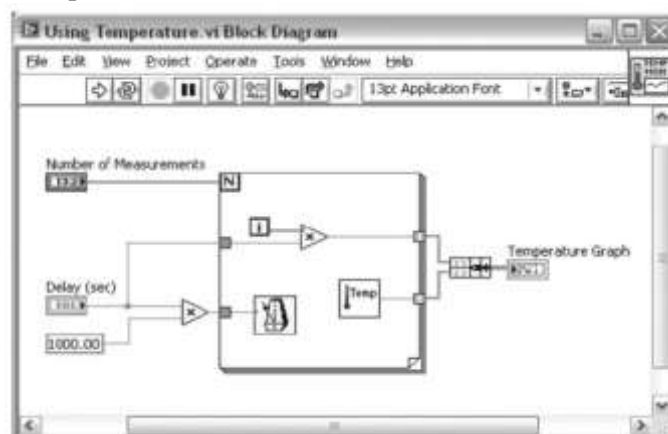 Using Temperature.vi Block Diagram
File Edit View Project Operate Tools Window Help
13pt Application Font
TEMP
Number of Measurements
N
i
x
Temperature Graph
Delay (sec)
Temp
x
1000.00